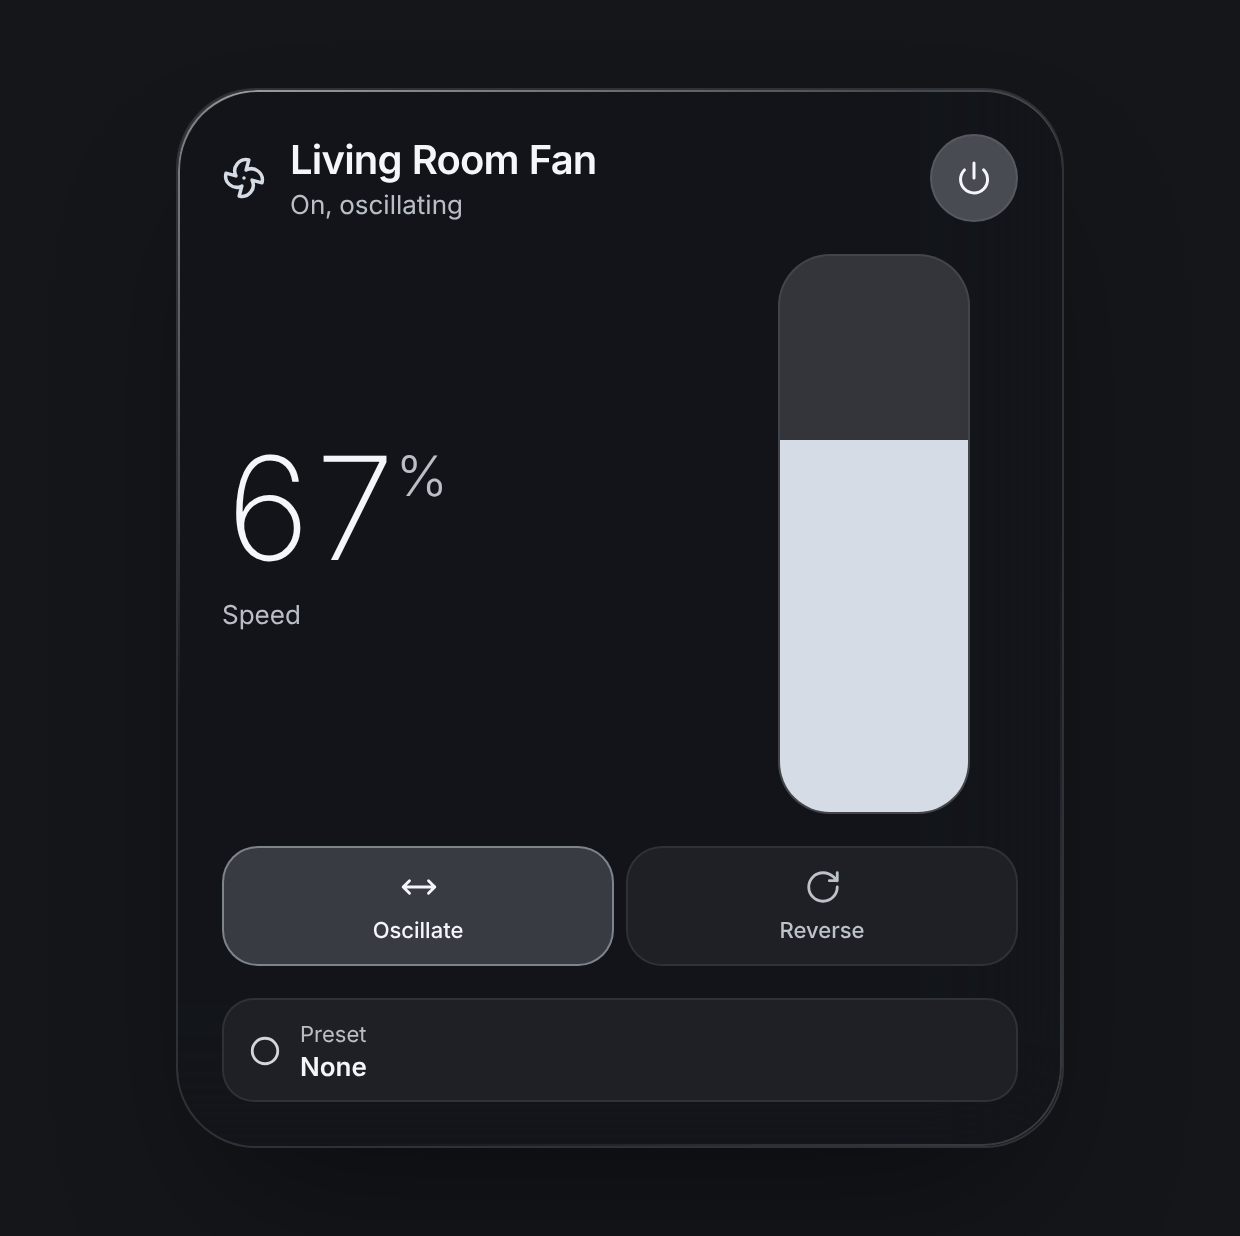 Living Room Fan
On, oscillating
67%
Speed
Oscillate
Reverse
Preset
None